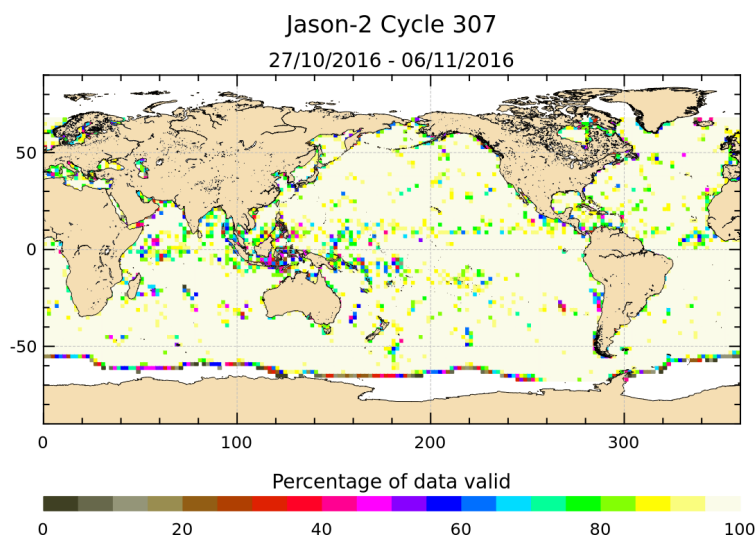 Jason-2 Cycle 307
27/10/2016 - 06/11/2016
50
0
-50
0 100 200 300
Percentage of data valid
0 20 40 60 80 100